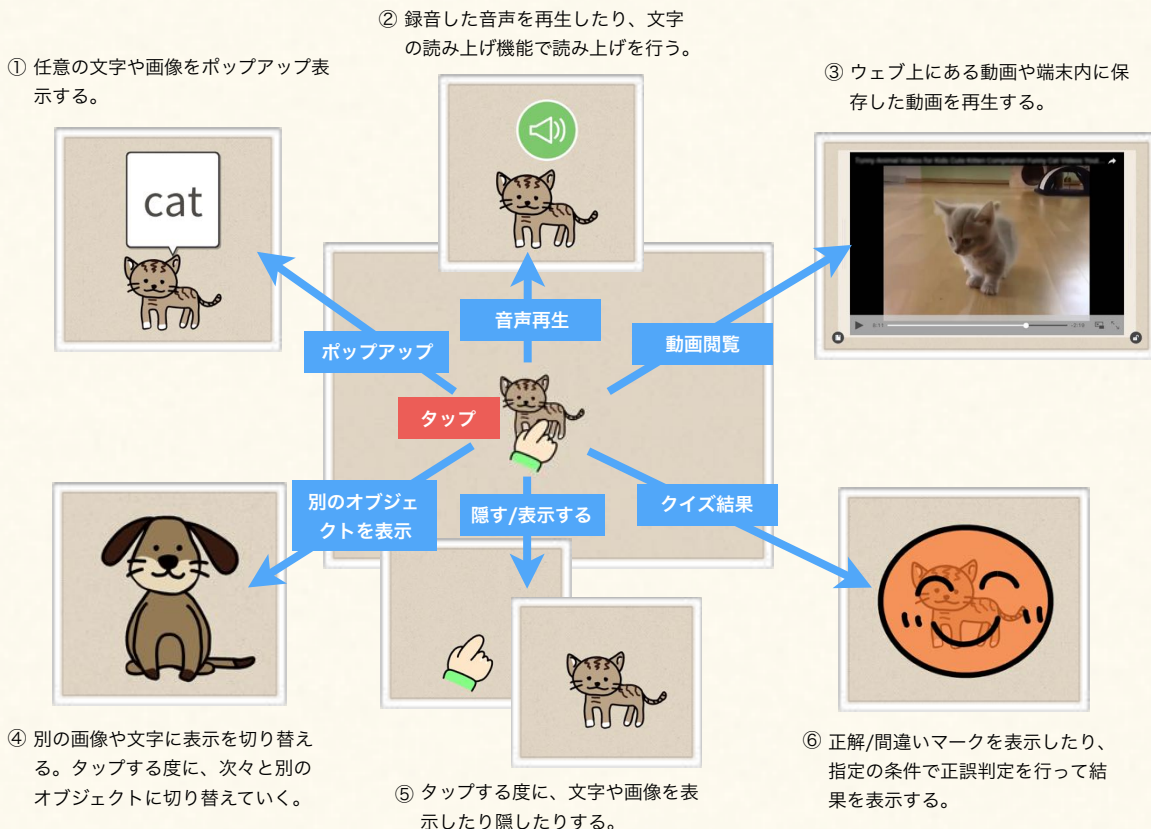 ② 録音した音声を再生したり、文字
の読み上げ機能で読み上げを行う。
① 任意の文字や画像をポップアップ表
示する。
③ ウェブ上にある動画や端末内に保
存した動画を再生する。
cat
音声再生
ポップアップ
動画閲覧
タップ
別のオブジェ
クトを表示
隠す/表示する
クイズ結果
④ 別の画像や文字に表示を切り替え
る。タップする度に、次々と別の
オブジェクトに切り替えていく。
⑤ タップする度に、文字や画像を表
示したり隠したりする。
⑥ 正解/間違いマークを表示したり、
指定の条件で正誤判定を行って結
果を表示する。